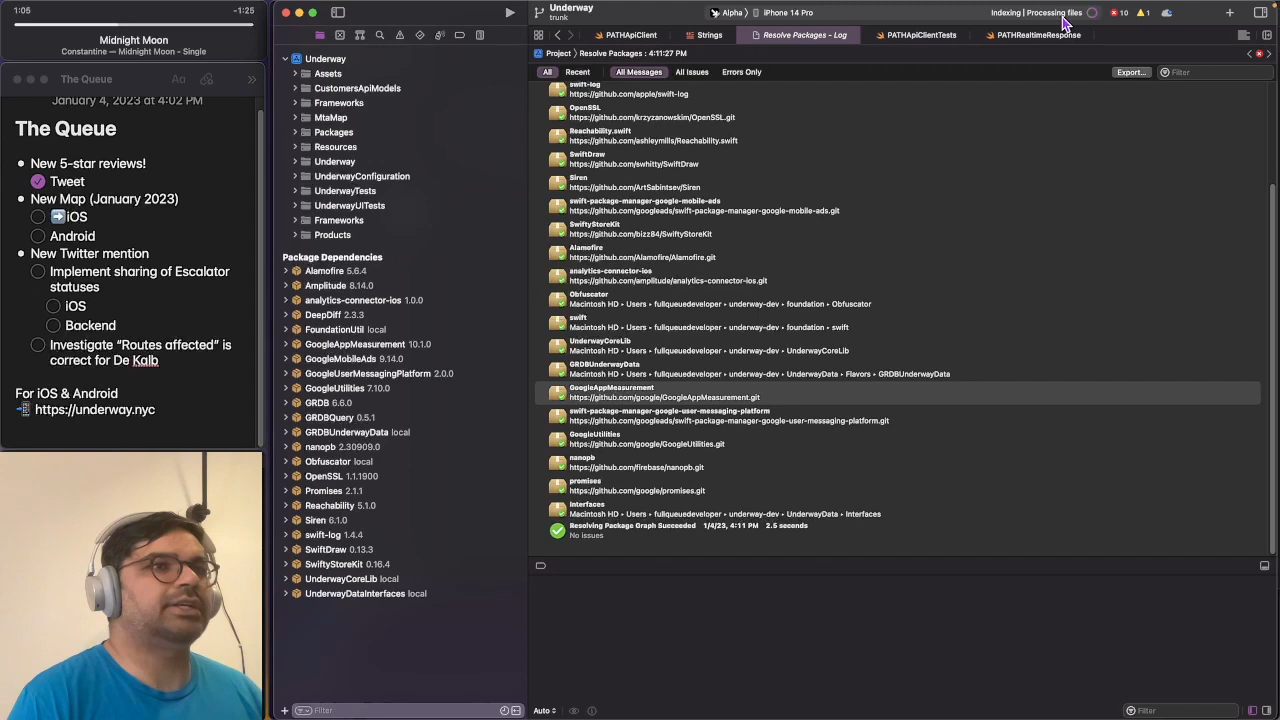 1:05
-1:25
Midnight Moon
Consistently Same — Midnight Moon - Single
The Queue
Aa
January 4, 2023 at 4:02 PM
The Queue
New 5-star reviews!
Tweet
New Map (January 2023)
➡️iOS
Android
New Twitter mention
Implement sharing of Escalator
statuses
iOS
Backend
Investigate “Routes affected” is
correct for De Kalb
For iOS & Android
📲 https://underway.nyc
Underway
trunk
Alpha
iPhone 14 Pro
Indexing | Processing files
10
1
PATHApiClient
Strings
Resolve Packages - Log
PATHApiClientTests
PATHRealtimeResponse
Project
Resolve Packages : 4:11:27 PM
All
Recent
All Messages
All Issues
Errors Only
Export...
Filter
Underway
Assets
CustomersApiModels
Frameworks
MtaMap
Packages
Resources
Underway
UnderwayConfiguration
UnderwayTests
UnderwayUITests
Frameworks
Products
Package Dependencies
Alamofire 5.6.4
Amplitude 8.14.0
analytics-connector-ios 1.0.0
DeepDiff 2.3.3
FoundationUtil local
GoogleAppMeasurement 10.1.0
GoogleMobileAds 9.14.0
GoogleUserMessagingPlatform 2.0.0
GoogleUtilities 7.10.0
GRDB 6.6.0
GRDBQuery 0.5.1
GRDBUnderwayData local
nanopb 2.30909.0
Obfuscator local
OpenSSL 1.1.1900
Promises 2.1.1
Reachability 5.1.0
Siren 6.1.0
swift-log 1.4.4
SwiftDraw 0.13.3
SwiftyStoreKit 0.16.4
UnderwayCoreLib local
UnderwayDataInterfaces local
Filter
swift-log
https://github.com/apple/swift-log
OpenSSL
https://github.com/krzyzanowskim/OpenSSL.git
Reachability.swift
https://github.com/ashleymills/Reachability.swift
SwiftDraw
https://github.com/swhitty/SwiftDraw
Siren
https://github.com/ArtSabintsev/Siren
swift-package-manager-google-mobile-ads
https://github.com/googleads/swift-package-manager-google-mobile-ads.git
SwiftyStoreKit
https://github.com/bizz84/SwiftyStoreKit
Alamofire
https://github.com/Alamofire/Alamofire.git
analytics-connector-ios
https://github.com/amplitude/analytics-connector-ios.git
Obfuscator
Macintosh HD ▸ Users ▸ fullqueuedeveloper ▸ underway-dev ▸ foundation ▸ Obfuscator
swift
Macintosh HD ▸ Users ▸ fullqueuedeveloper ▸ underway-dev ▸ foundation ▸ swift
UnderwayCoreLib
Macintosh HD ▸ Users ▸ fullqueuedeveloper ▸ underway-dev ▸ UnderwayCoreLib
GRDBUnderwayData
Macintosh HD ▸ Users ▸ fullqueuedeveloper ▸ underway-dev ▸ UnderwayData ▸ Flavors ▸ GRDBUnderwayData
GoogleAppMeasurement
https://github.com/google/GoogleAppMeasurement.git
swift-package-manager-google-user-messaging-platform
https://github.com/googleads/swift-package-manager-google-user-messaging-platform.git
GoogleUtilities
https://github.com/google/GoogleUtilities.git
nanopb
https://github.com/firebase/nanopb.git
promises
https://github.com/google/promises.git
Interfaces
Macintosh HD ▸ Users ▸ fullqueuedeveloper ▸ underway-dev ▸ UnderwayData ▸ Interfaces
Resolving Package Graph Succeeded 1/4/23, 4:11 PM 2.5 seconds
No issues
Auto
Filter